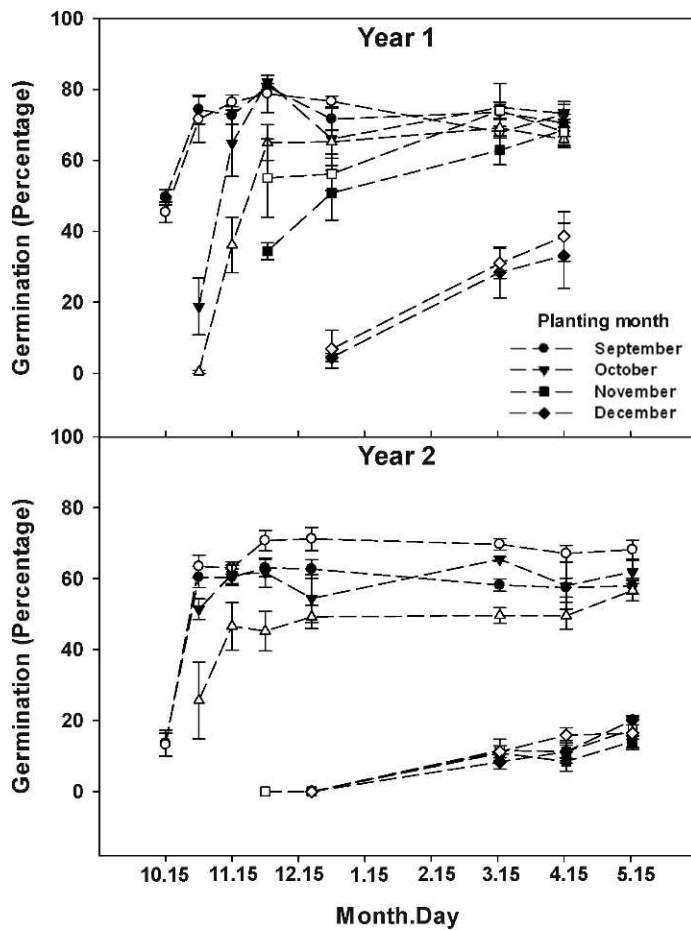 Year 1
100
80
60
40
20
0
Germination (Percentage)
Planting month
September
October
November
December
Year 2
100
80
60
40
20
0
Germination (Percentage)
10.15 11.15 12.15 1.15 2.15 3.15 4.15 5.15
Month.Day